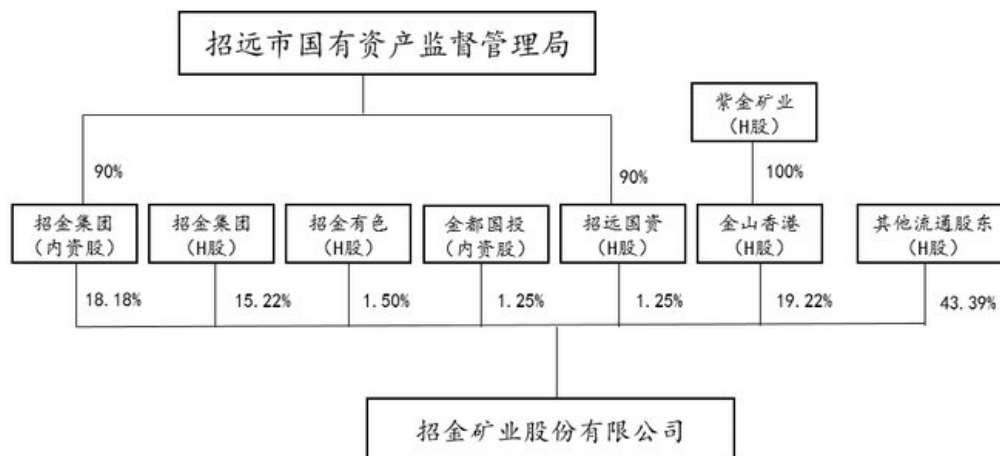 招远市国有资产监督管理局
紫金矿业
（H股）
90%
90%
100%
招金集团
（内资股）
招金集团
（H股）
招金有色
（H股）
金都国投
（内资股）
招远国资
（H股）
金山香港
（H股）
其他流通股东
（H股）
18.18%
15.22%
1.50%
1.25%
1.25%
19.22%
43.39%
招金矿业股份有限公司